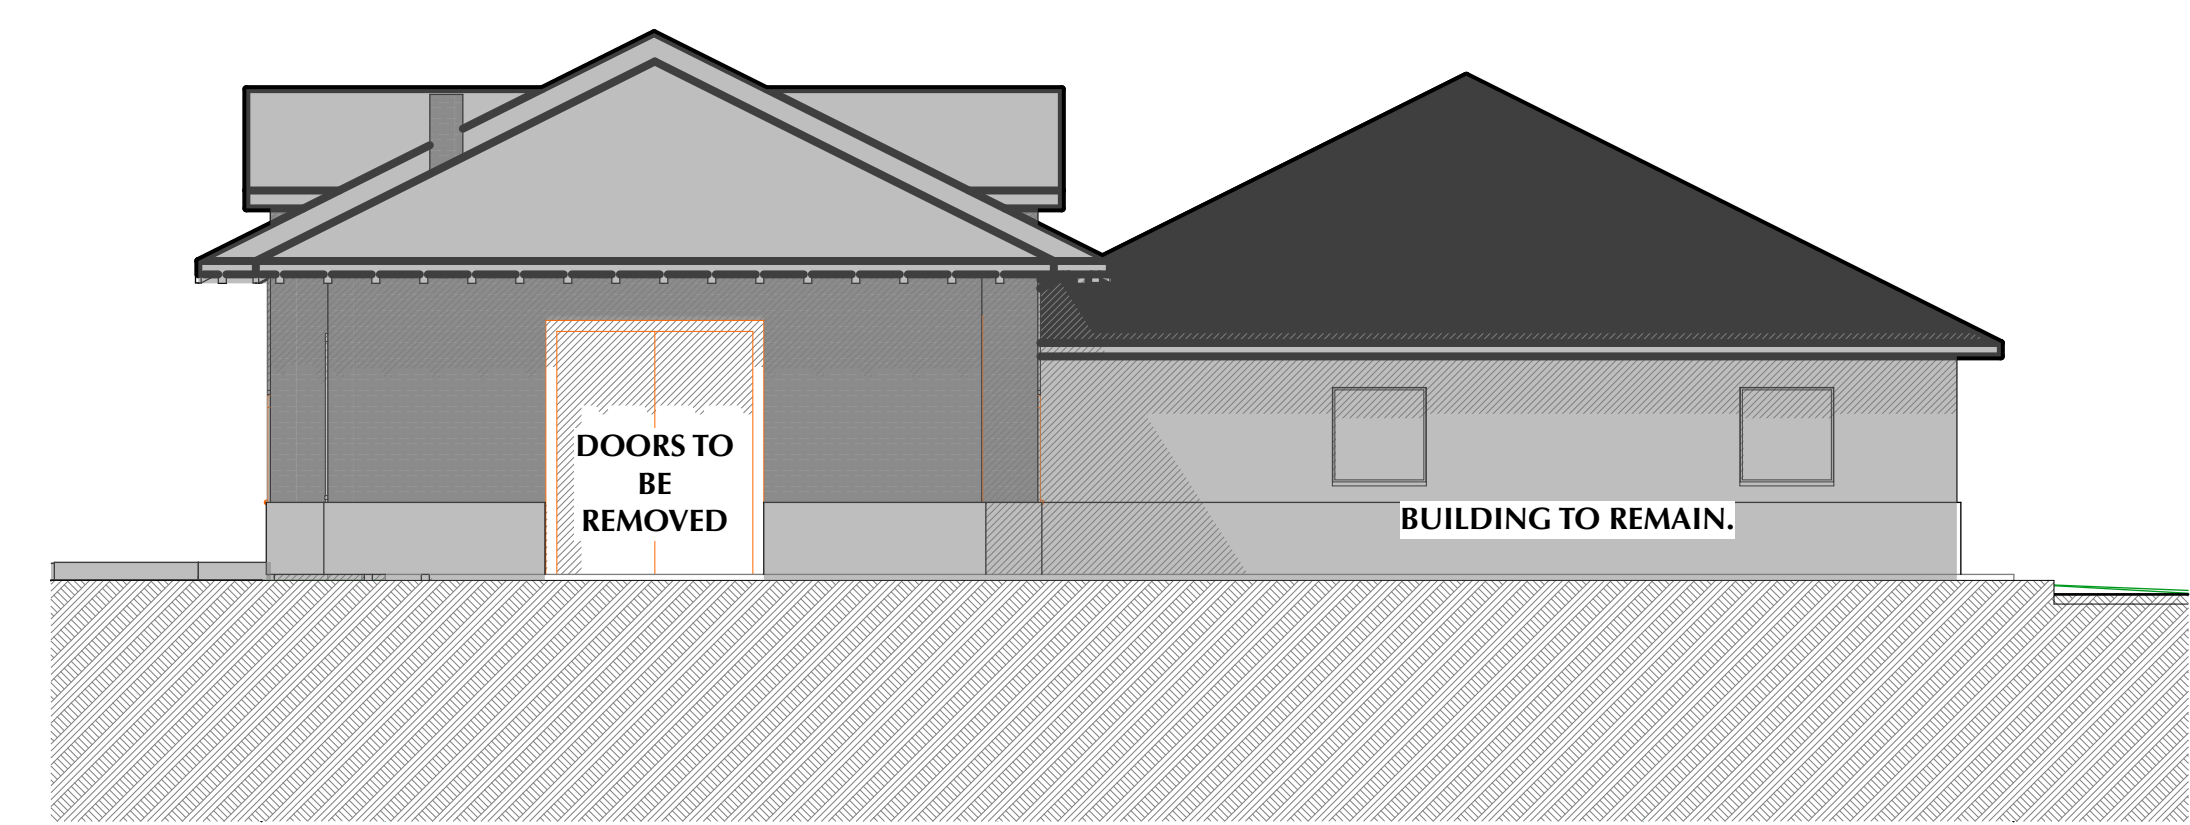 DOORS TO
BE
REMOVED
BUILDING TO REMAIN.